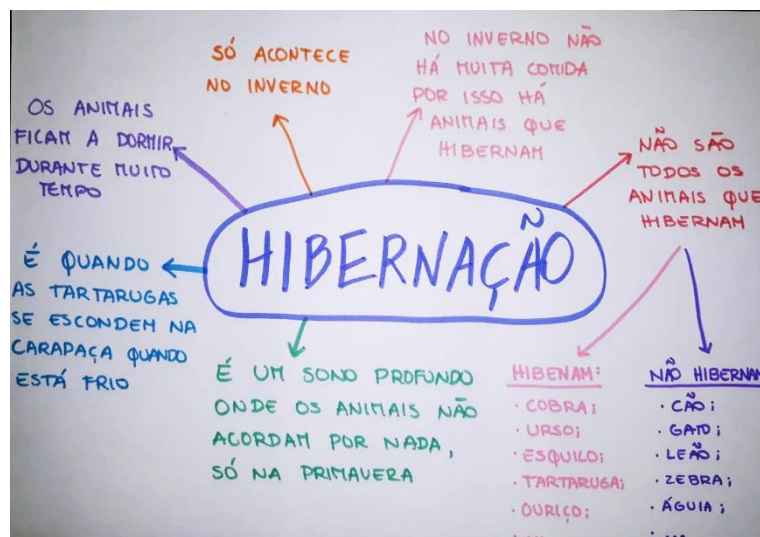 HIBERNAÇÃO
OS ANIMAIS
FICAM A DORMIR
DURANTE MUITO
TEMPO
SÓ ACONTECE
NO INVERNO
NO INVERNO NÃO
HÁ MUITA COMIDA
POR ISSO HÁ
ANIMAIS QUE
HIBERNAM
NÃO SÃO
TODOS OS
ANIMAIS QUE
HIBERNAM
É QUANDO
AS TARTARUGAS
SE ESCONDEM NA
CARAPAÇA QUANDO
ESTÁ FRIO
É UM SONO PROFUNDO
ONDE OS ANIMAIS NÃO
ACORDAM POR NADA,
SÓ NA PRIMAVERA
HIBENAM:
· COBRA;
· URSO;
· ESQUILO;
· TARTARUGA;
· OURIÇO;
NÃO HIBERNAM
· CÃO;
· GATO;
· LEÃO;
· ZEBRA;
· ÁGUIA;